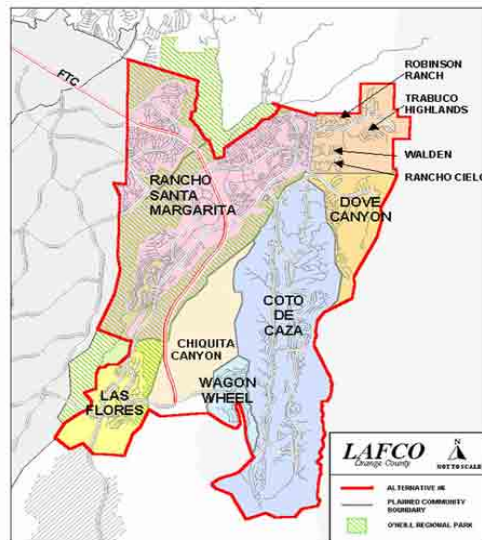 FTC
ROBINSON
RANCH
TRABUCO
HIGHLANDS
WALDEN
RANCHO CIELO
RANCHO
SANTA
MARGARITA
DOVE
CANYON
COTO
DE
CAZA
CHIQUITA
CANYON
WAGON
WHEEL
LAS
FLORES
LAFCO
Orange County
N
NOT TO SCALE
ALTERNATIVE #6
PLANNED COMMUNITY
BOUNDARY
O'NEILL REGIONAL PARK